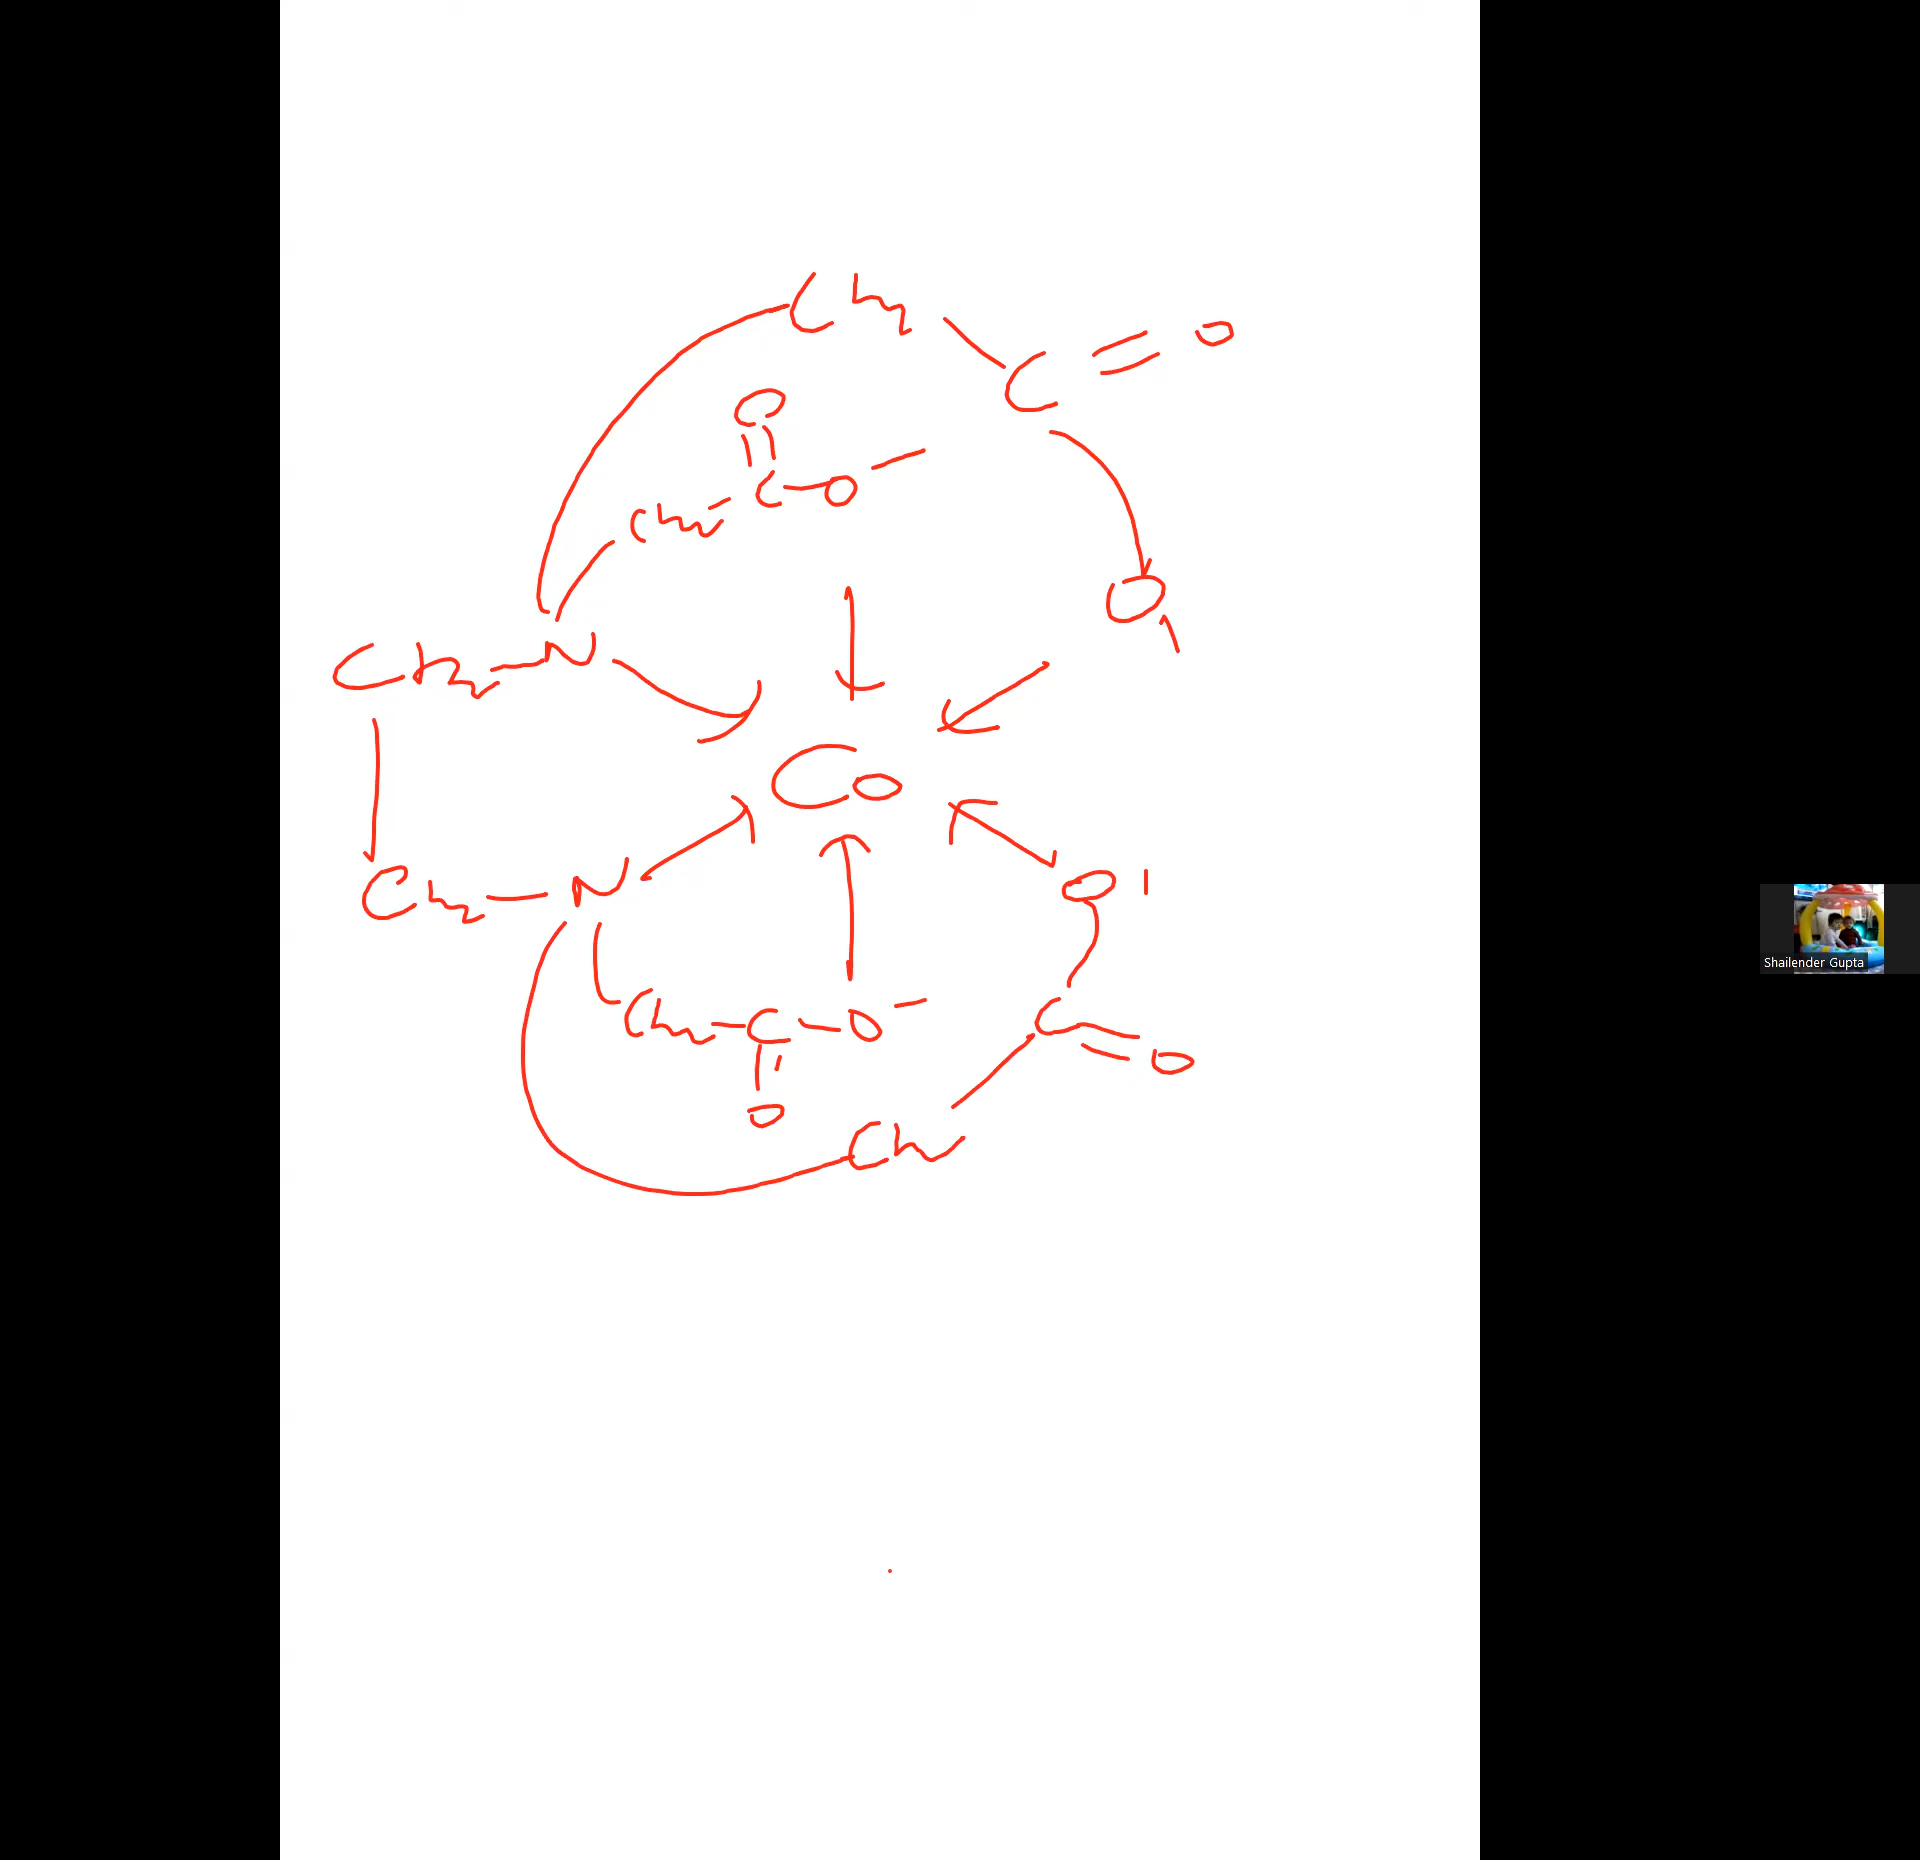 CH2
C = O
O
CH2 - C - O -
CH2 - N
O -
Co
CH2 - N
O -
CH2 - C - O -
C = O
O
CH2
Shailender Gupta